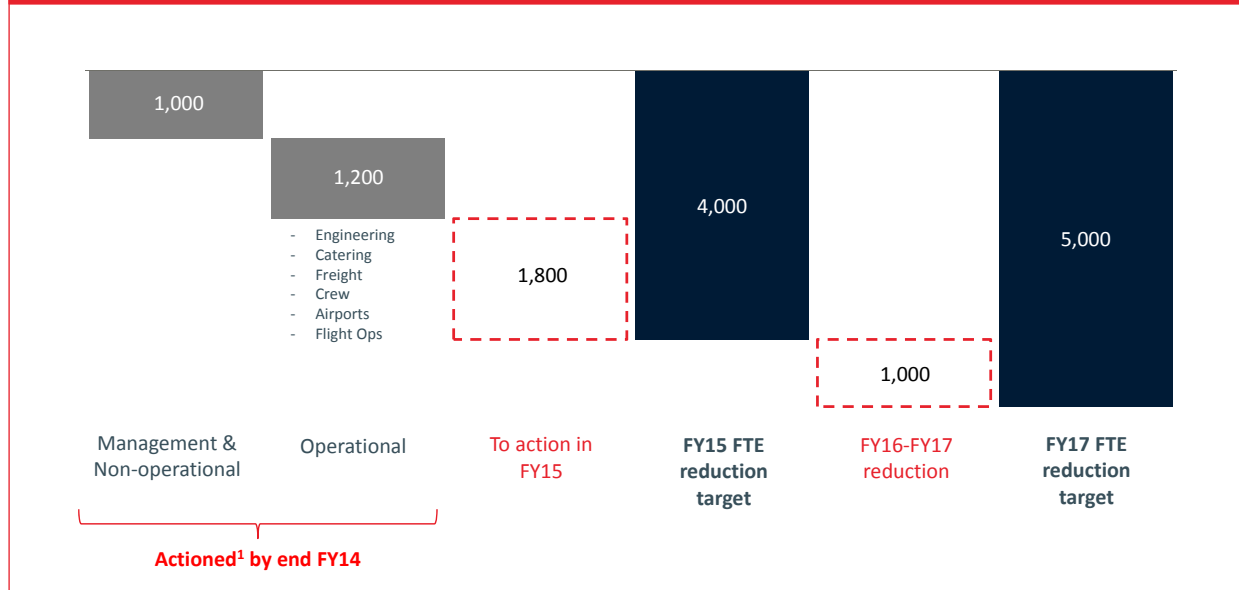 1,000
1,200
- Engineering
- Catering
- Freight
- Crew
- Airports
- Flight Ops
1,800
4,000
1,000
5,000
Management &
Non-operational
Operational
To action in
FY15
FY15 FTE
reduction
target
FY16-FY17
reduction
FY17 FTE
reduction
target
Actioned¹ by end FY14